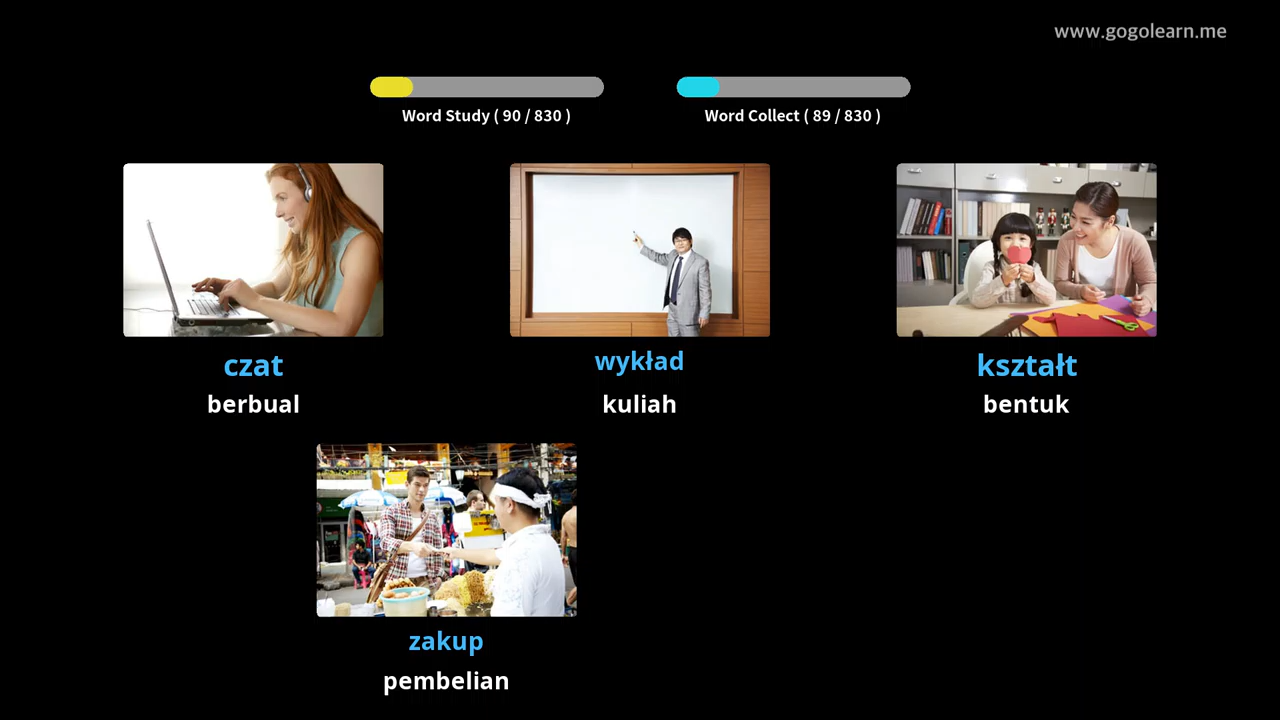 www.gogolearn.me
Word Study ( 90 / 830 )
Word Collect ( 89 / 830 )
czat
wykład
kształt
berbual
kuliah
bentuk
zakup
pembelian